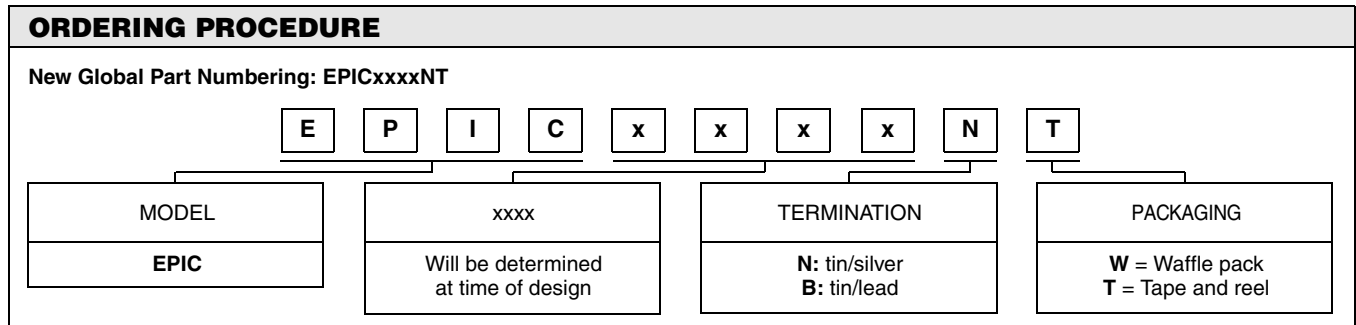 ORDERING PROCEDURE
New Global Part Numbering: EPICxxxxNT
E P I C x x x x N T
MODEL
EPIC
xxxx
Will be determined
at time of design
TERMINATION
N: tin/silver
B: tin/lead
PACKAGING
W = Waffle pack
T = Tape and reel